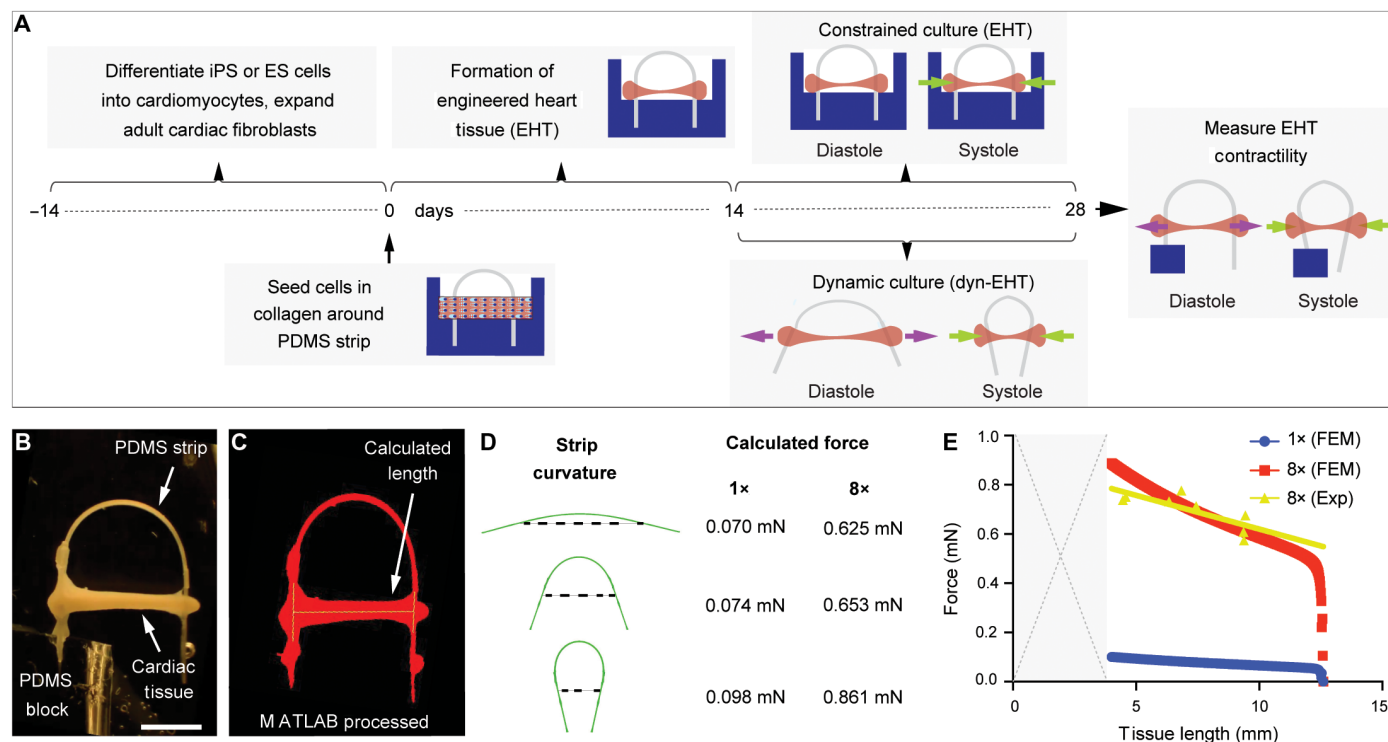 A
Differentiate iPS or ES cells
into cardiomyocytes, expand
adult cardiac fibroblasts
Formation of
engineered heart
tissue (EHT)
Constrained culture (EHT)
Diastole
Systole
Measure EHT
contractility
Diastole
Systole
–14
0
days
14
28
Seed cells in
collagen around
PDMS strip
Dynamic culture (dyn-EHT)
Diastole
Systole
B
PDMS strip
Cardiac
tissue
PDMS
block
C
Calculated
length
MATLAB processed
D
Strip
curvature
Calculated force
1×
8×
0.070 mN
0.625 mN
0.074 mN
0.653 mN
0.098 mN
0.861 mN
E
1× (FEM)
8× (FEM)
8× (Exp)
Force (mN)
1.0
0.8
0.6
0.4
0.2
0.0
0
5
10
15
Tissue length (mm)